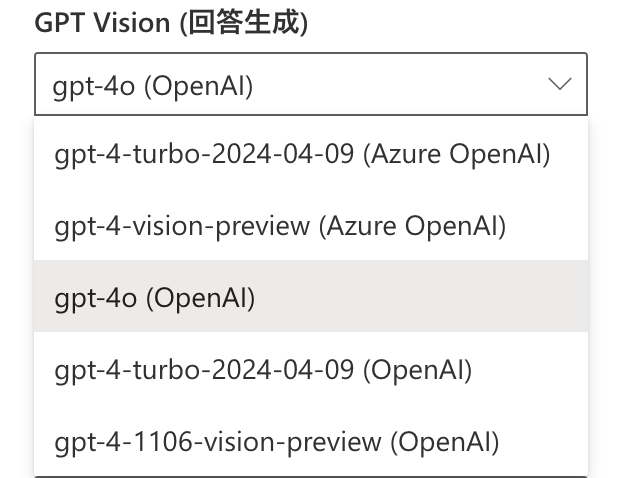 GPT Vision (回答生成)
gpt-4o (OpenAI)
gpt-4-turbo-2024-04-09 (Azure OpenAI)
gpt-4-vision-preview (Azure OpenAI)
gpt-4o (OpenAI)
gpt-4-turbo-2024-04-09 (OpenAI)
gpt-4-1106-vision-preview (OpenAI)